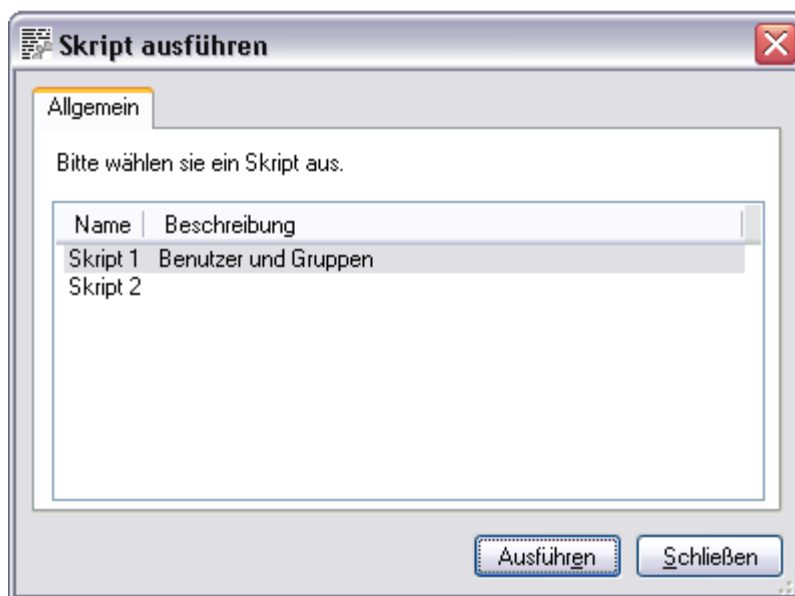 Skript ausführen
Allgemein
Bitte wählen sie ein Skript aus.
Name Beschreibung
Skript 1 Benutzer und Gruppen
Skript 2
Ausführen Schließen